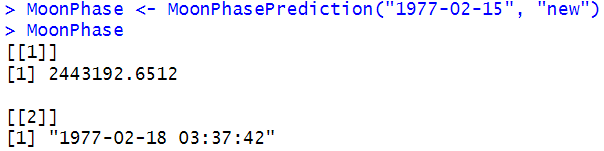 > MoonPhase <- MoonPhasePrediction("1977-02-15", "new")
> MoonPhase
[[1]]
[1] 2443192.6512

[[2]]
[1] "1977-02-18 03:37:42"